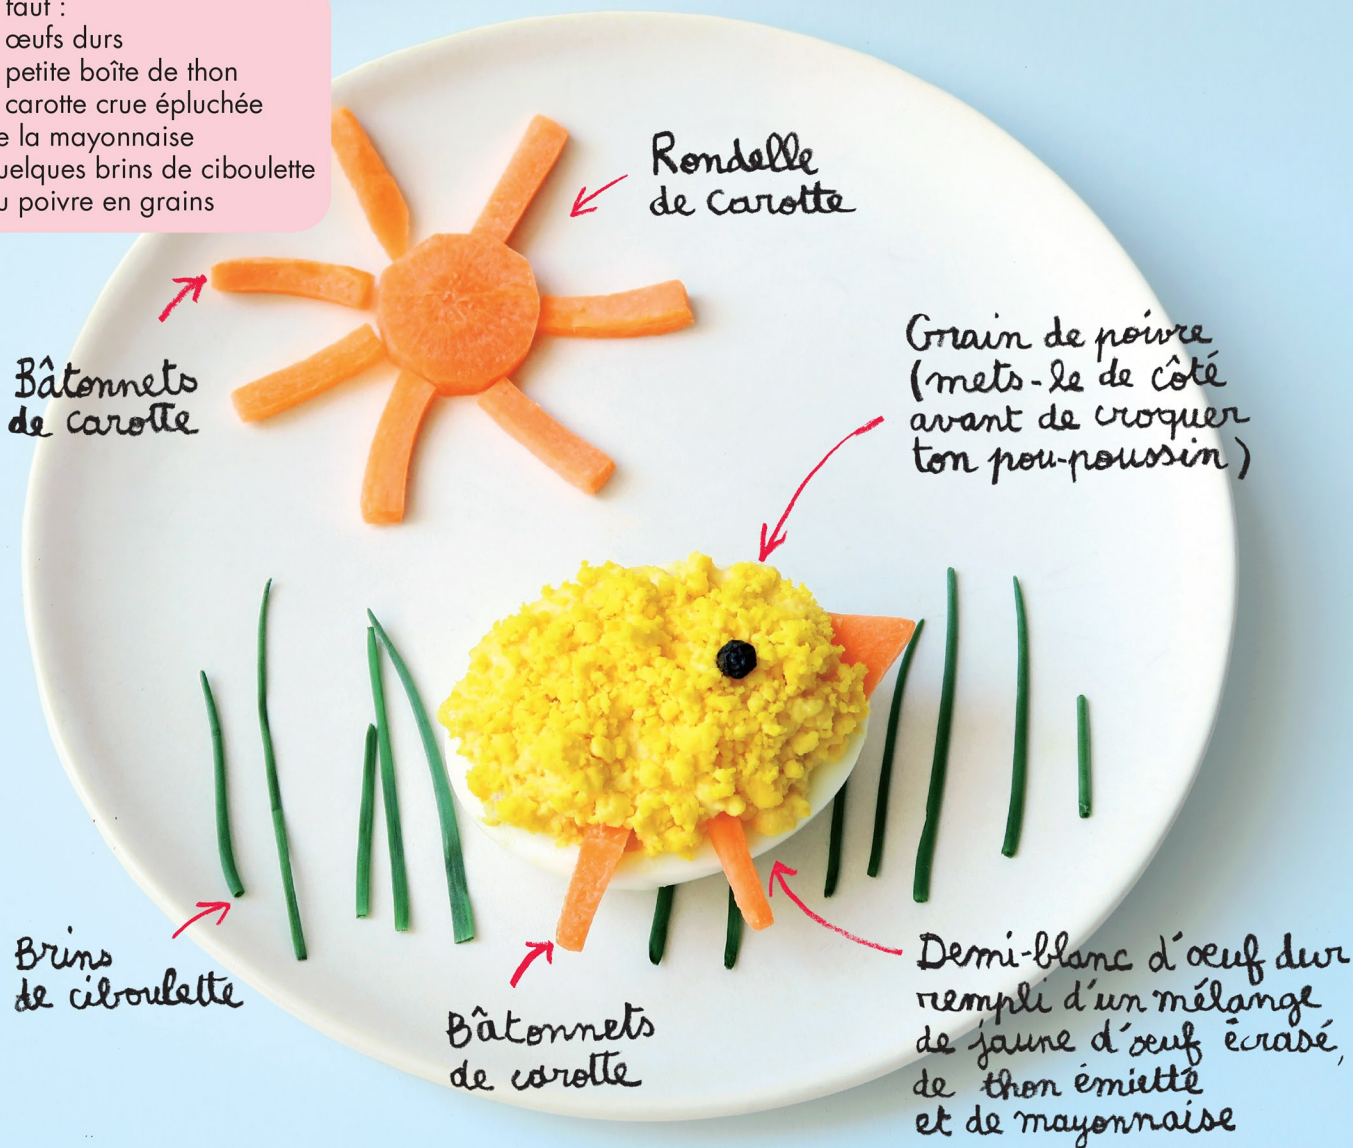 faut :
œufs durs
petite boîte de thon
carotte crue épluchée
e la mayonnaise
uelques brins de ciboulette
u poivre en grains
Rondelle
de carotte
Bâtonnets
de carotte
Grain de poivre
(mets-le de côté
avant de croquer
ton pou-poussin)
Brins
de ciboulette
Bâtonnets
de carotte
Demi-blanc d'œuf dur
rempli d'un mélange
de jaune d'œuf écrasé,
de thon émietté
et de mayonnaise